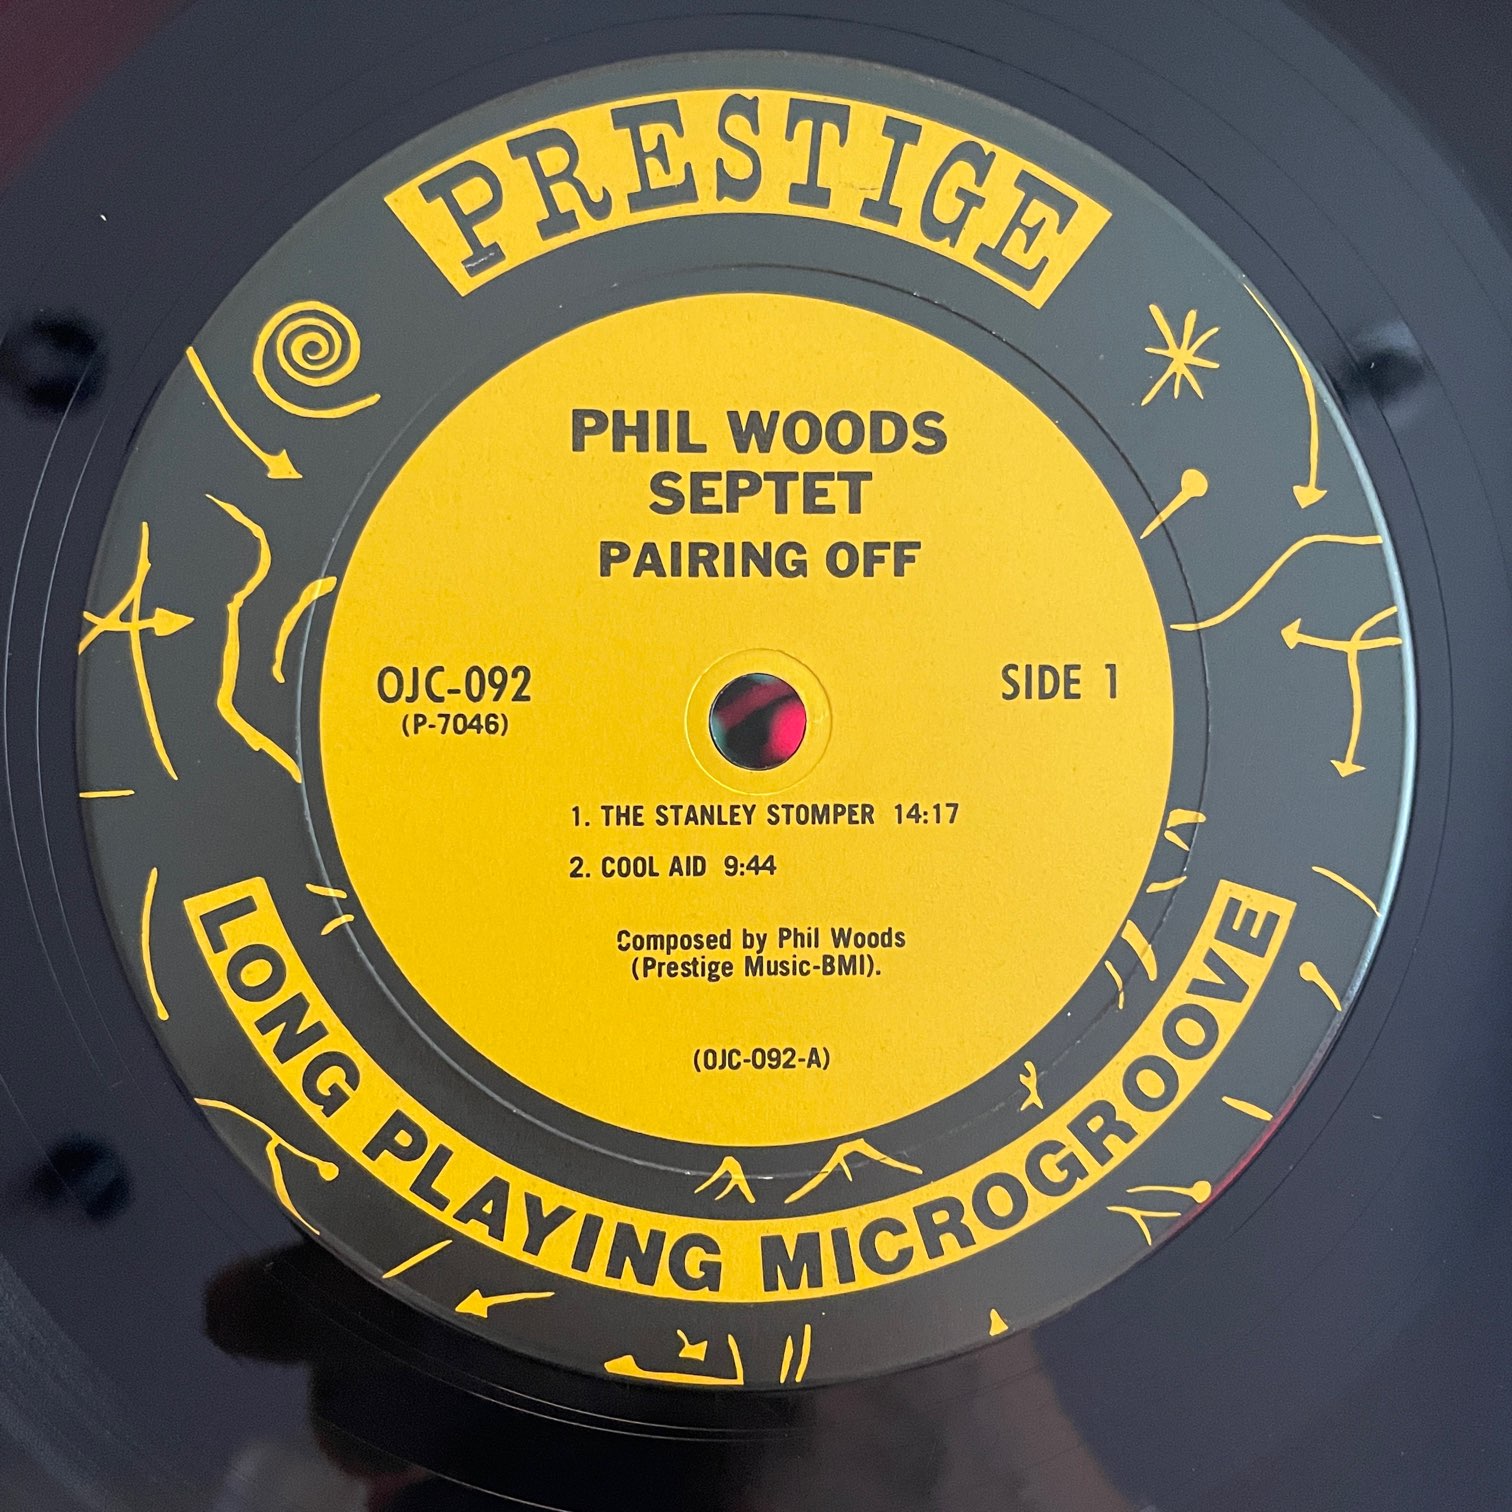 PRESTIGE
PHIL WOODS
SEPTET
PAIRING OFF
OJC-092
(P-7046)
SIDE 1
1. THE STANLEY STOMPER 14:17
2. COOL AID 9:44
Composed by Phil Woods
(Prestige Music-BMI).
(OJC-092-A)
LONG PLAYING MICROGROOVE